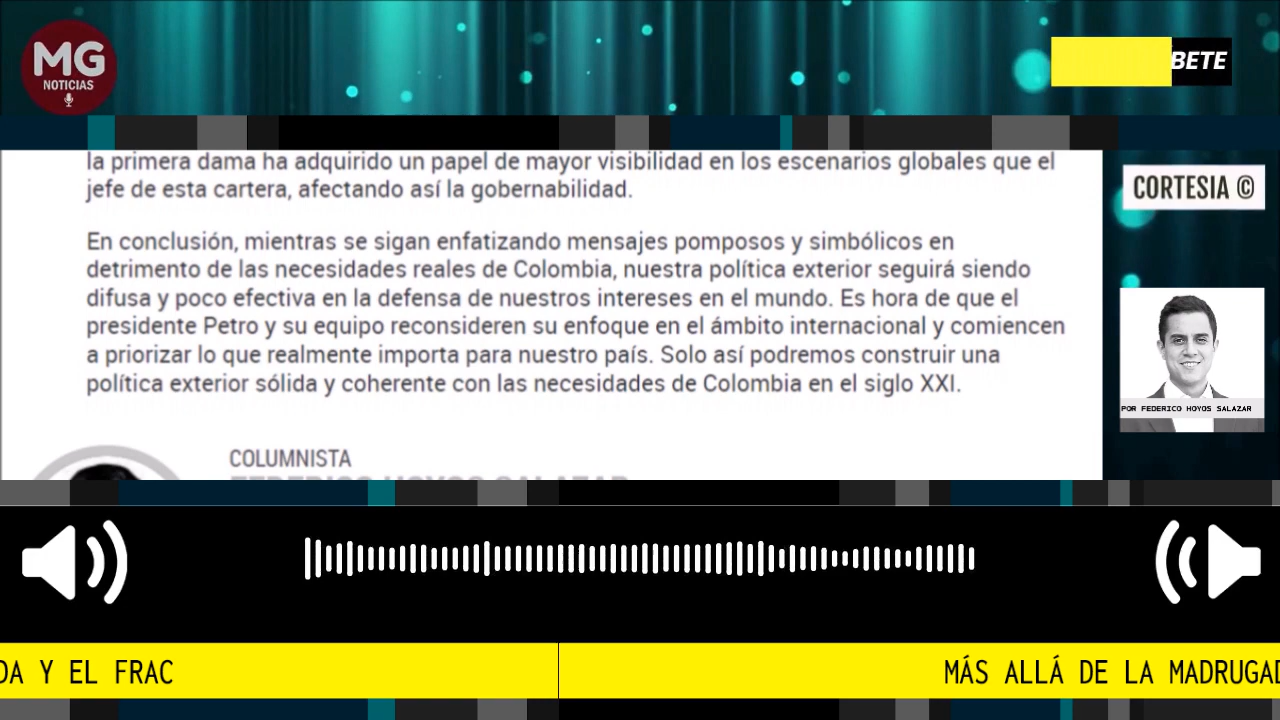 MG
NOTICIAS
BETE
la primera dama ha adquirido un papel de mayor visibilidad en los escenarios globales que el
jefe de esta cartera, afectando así la gobernabilidad.
CORTESIA ©
En conclusión, mientras se sigan enfatizando mensajes pomposos y simbólicos en
detrimento de las necesidades reales de Colombia, nuestra política exterior seguirá siendo
difusa y poco efectiva en la defensa de nuestros intereses en el mundo. Es hora de que el
presidente Petro y su equipo reconsideren su enfoque en el ámbito internacional y comiencen
a priorizar lo que realmente importa para nuestro país. Solo así podremos construir una
política exterior sólida y coherente con las necesidades de Colombia en el siglo XXI.
POR FEDERICO HOYOS SALAZAR
COLUMNISTA
FEDERICO HOYOS SALAZAR
DA Y EL FRAC
MÁS ALLÁ DE LA MADRUGAD